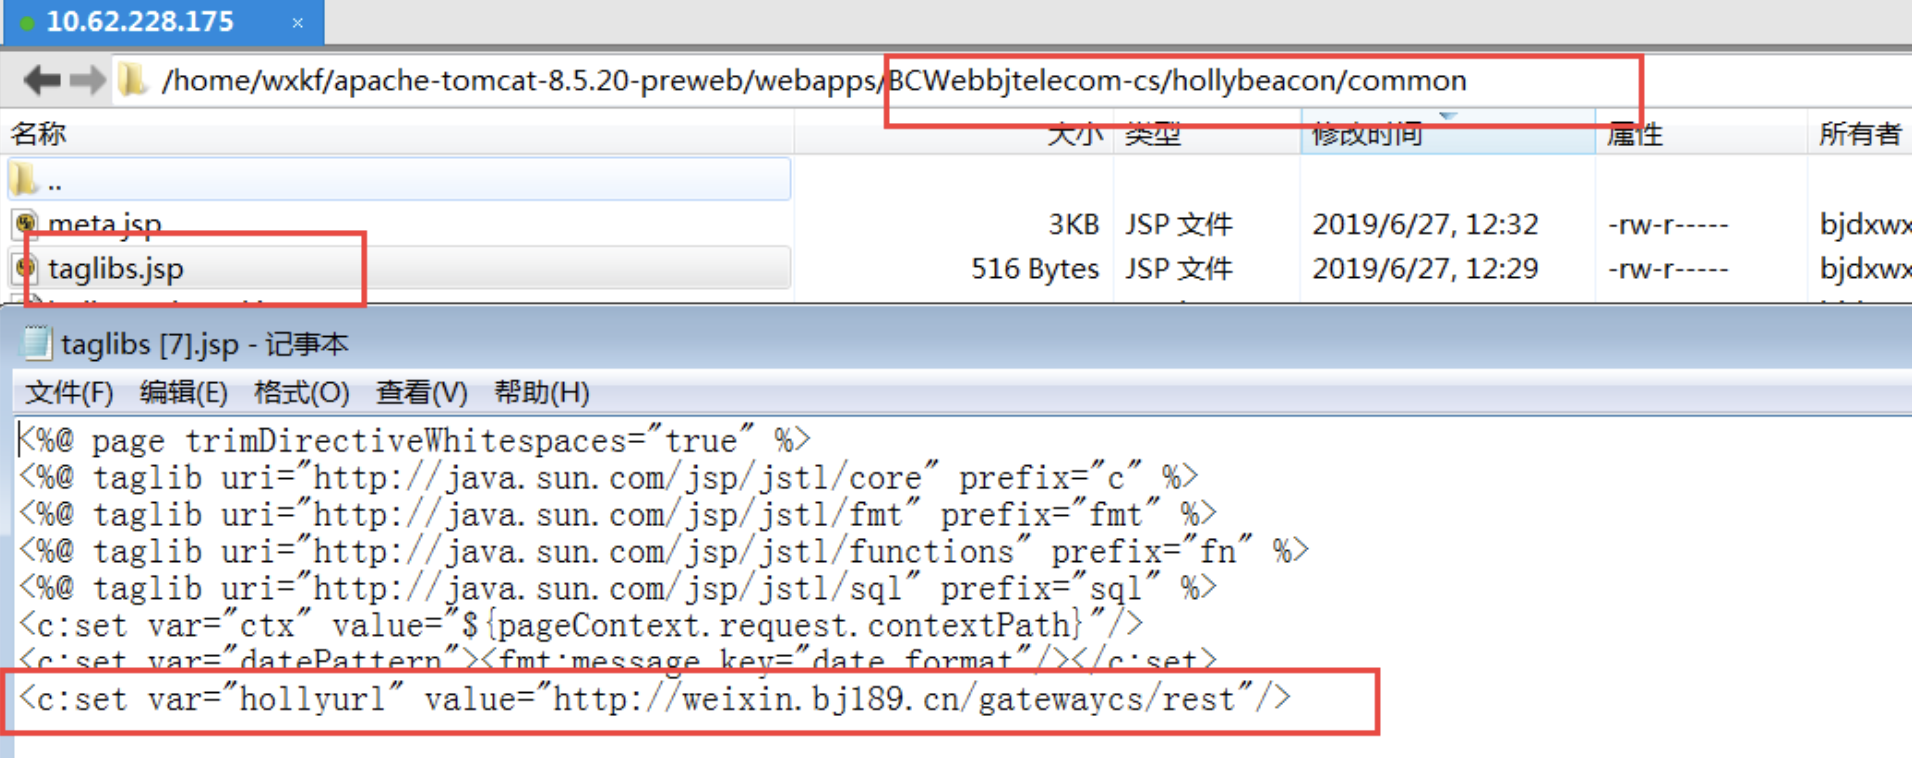 10.62.228.175 ×
/home/wxkf/apache-tomcat-8.5.20-preweb/webapps/BCWebbjtelecom-cs/hollybeacon/common
名称 大小 类型 修改时间 属性 所有者
..
meta.jsp 3KB JSP 文件 2019/6/27, 12:32 -rw-r----- bjdxwx
taglibs.jsp 516 Bytes JSP 文件 2019/6/27, 12:29 -rw-r----- bjdxwx
taglibs [7].jsp - 记事本
文件(F) 编辑(E) 格式(O) 查看(V) 帮助(H)
<%@ page trimDirectiveWhitespaces="true" %>
<%@ taglib uri="http://java.sun.com/jsp/jstl/core" prefix="c" %>
<%@ taglib uri="http://java.sun.com/jsp/jstl/fmt" prefix="fmt" %>
<%@ taglib uri="http://java.sun.com/jsp/jstl/functions" prefix="fn" %>
<%@ taglib uri="http://java.sun.com/jsp/jstl/sql" prefix="sql" %>
<c:set var="ctx" value="${pageContext.request.contextPath}"/>
<c:set var="datePattern"><fmt:message key="date.format"/></c:set>
<c:set var="hollyurl" value="http://weixin.bj189.cn/gatewaycs/rest"/>